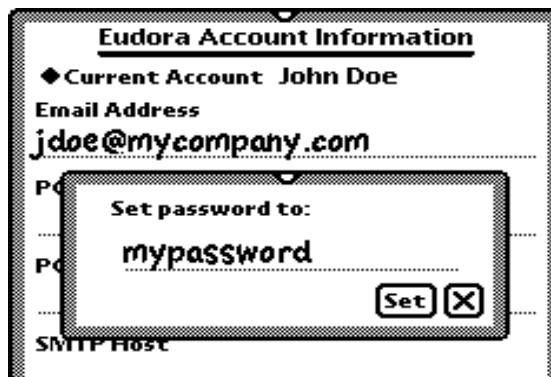 Eudora Account Information
◆Current Account John Doe
Email Address
jdoe@mycompany.com
Set password to:
mypassword
Set
SMTP Host